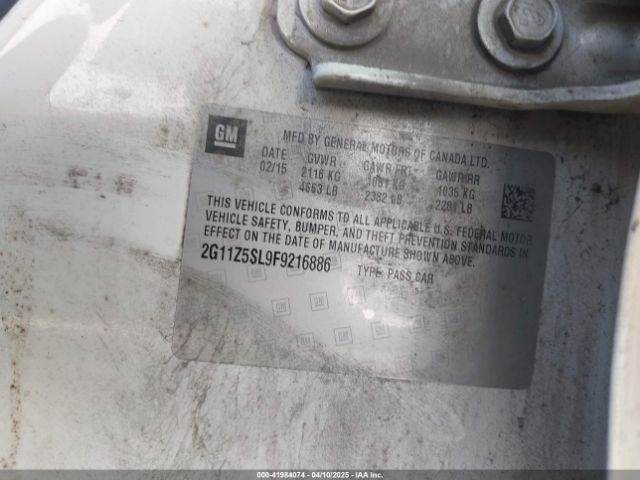 GM
MFD BY GENERAL MOTORS OF CANADA LTD.
DATE GVWR GAWR FRT GAWR RR
02/15 2116 KG 1081 KG 1035 KG
4663 LB 2382 LB 2281 LB
THIS VEHICLE CONFORMS TO ALL APPLICABLE U.S. FEDERAL MOTOR
VEHICLE SAFETY, BUMPER, AND THEFT PREVENTION STANDARDS IN
EFFECT ON THE DATE OF MANUFACTURE SHOWN ABOVE.
2G11Z5SL9F9216886 TYPE: PASS CAR
000-41984074 - 04/10/2025 - IAA